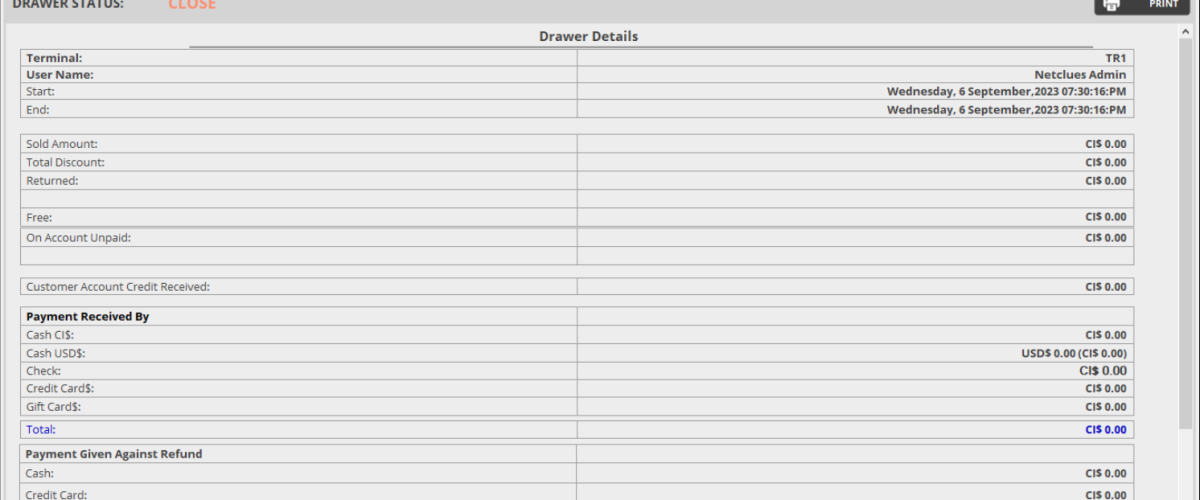 DRAWER STATUS: CLOSE
PRINT
Drawer Details
Terminal: TR1
User Name: Netclues Admin
Start: Wednesday, 6 September,2023 07:30:16:PM
End: Wednesday, 6 September,2023 07:30:16:PM
Sold Amount: CI$ 0.00
Total Discount: CI$ 0.00
Returned: CI$ 0.00
Free: CI$ 0.00
On Account Unpaid: CI$ 0.00
Customer Account Credit Received: CI$ 0.00
Payment Received By
Cash CI$: CI$ 0.00
Cash USD$: USD$ 0.00 (CI$ 0.00)
Check: CI$ 0.00
Credit Card$: CI$ 0.00
Gift Card$: CI$ 0.00
Total: CI$ 0.00
Payment Given Against Refund
Cash: CI$ 0.00
Credit Card: CI$ 0.00